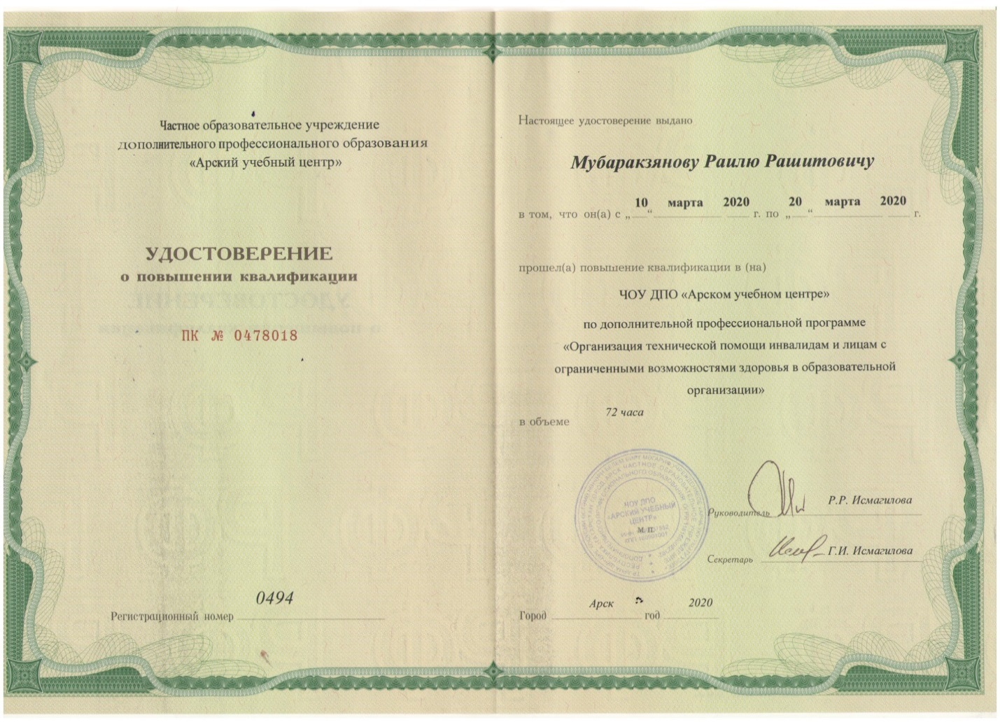 Частное образовательное учреждение
дополнительного профессионального образования
«Арский учебный центр»
УДОСТОВЕРЕНИЕ
о повышении квалификации
ПК № 0478018
0494
Регистрационный номер
Настоящее удостоверение выдано
Мубаракзянову Раилю Рашитовичу
10 марта 2020 20 марта 2020
в том, что он(а) с „ “ г. по „ “ г.
прошел(а) повышение квалификации в (на)
ЧОУ ДПО «Арском учебном центре»
по дополнительной профессиональной программе
«Организация технической помощи инвалидам и лицам с
ограниченными возможностями здоровья в образовательной
организации»
72 часа
в объеме
ЧОУ ДПО
«АРСКИЙ УЧЕБНЫЙ
ЦЕНТР»
М.П.
Руководитель Р.Р. Исмагилова
Секретарь Г.И. Исмагилова
Арск 2020
Город год